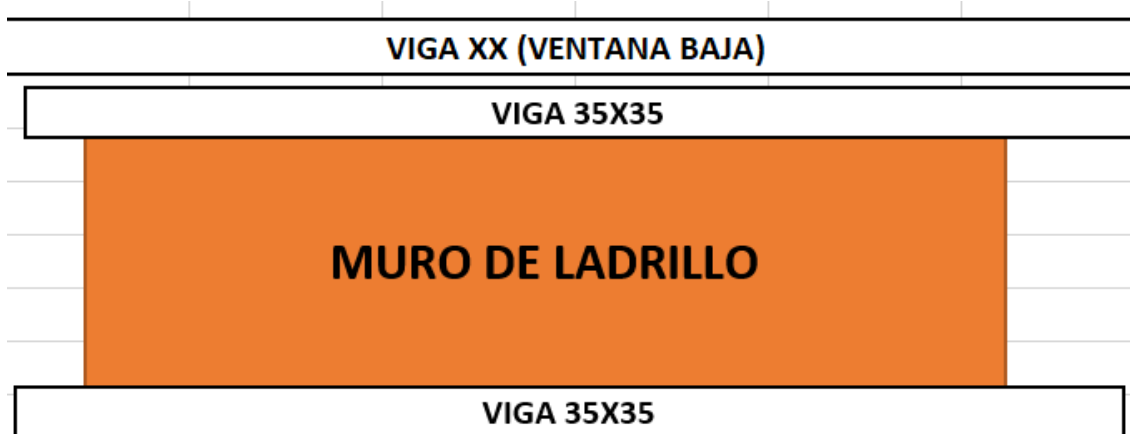 VIGA XX (VENTANA BAJA)
VIGA 35X35
MURO DE LADRILLO
VIGA 35X35